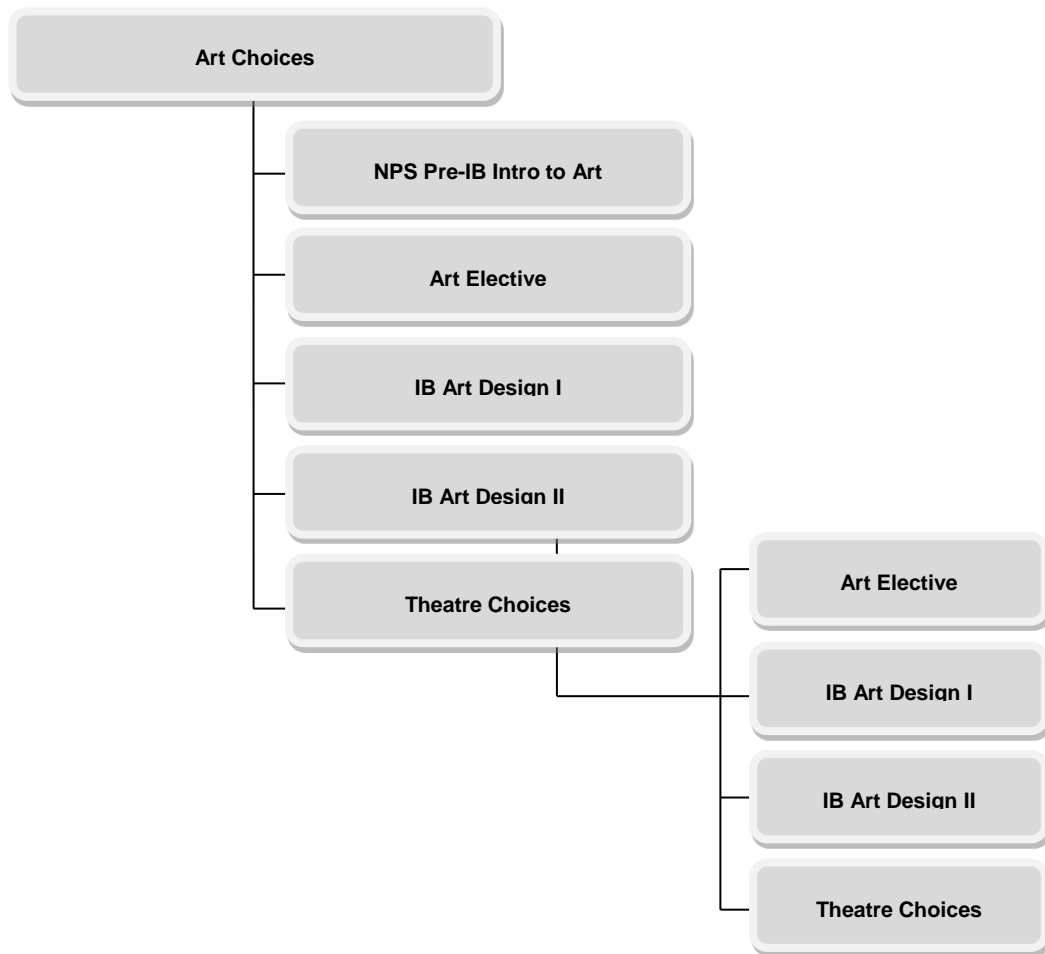 Art Choices
NPS Pre-IB Intro to Art
Art Elective
IB Art Design I
IB Art Design II
Theatre Choices
Art Elective
IB Art Design I
IB Art Design II
Theatre Choices